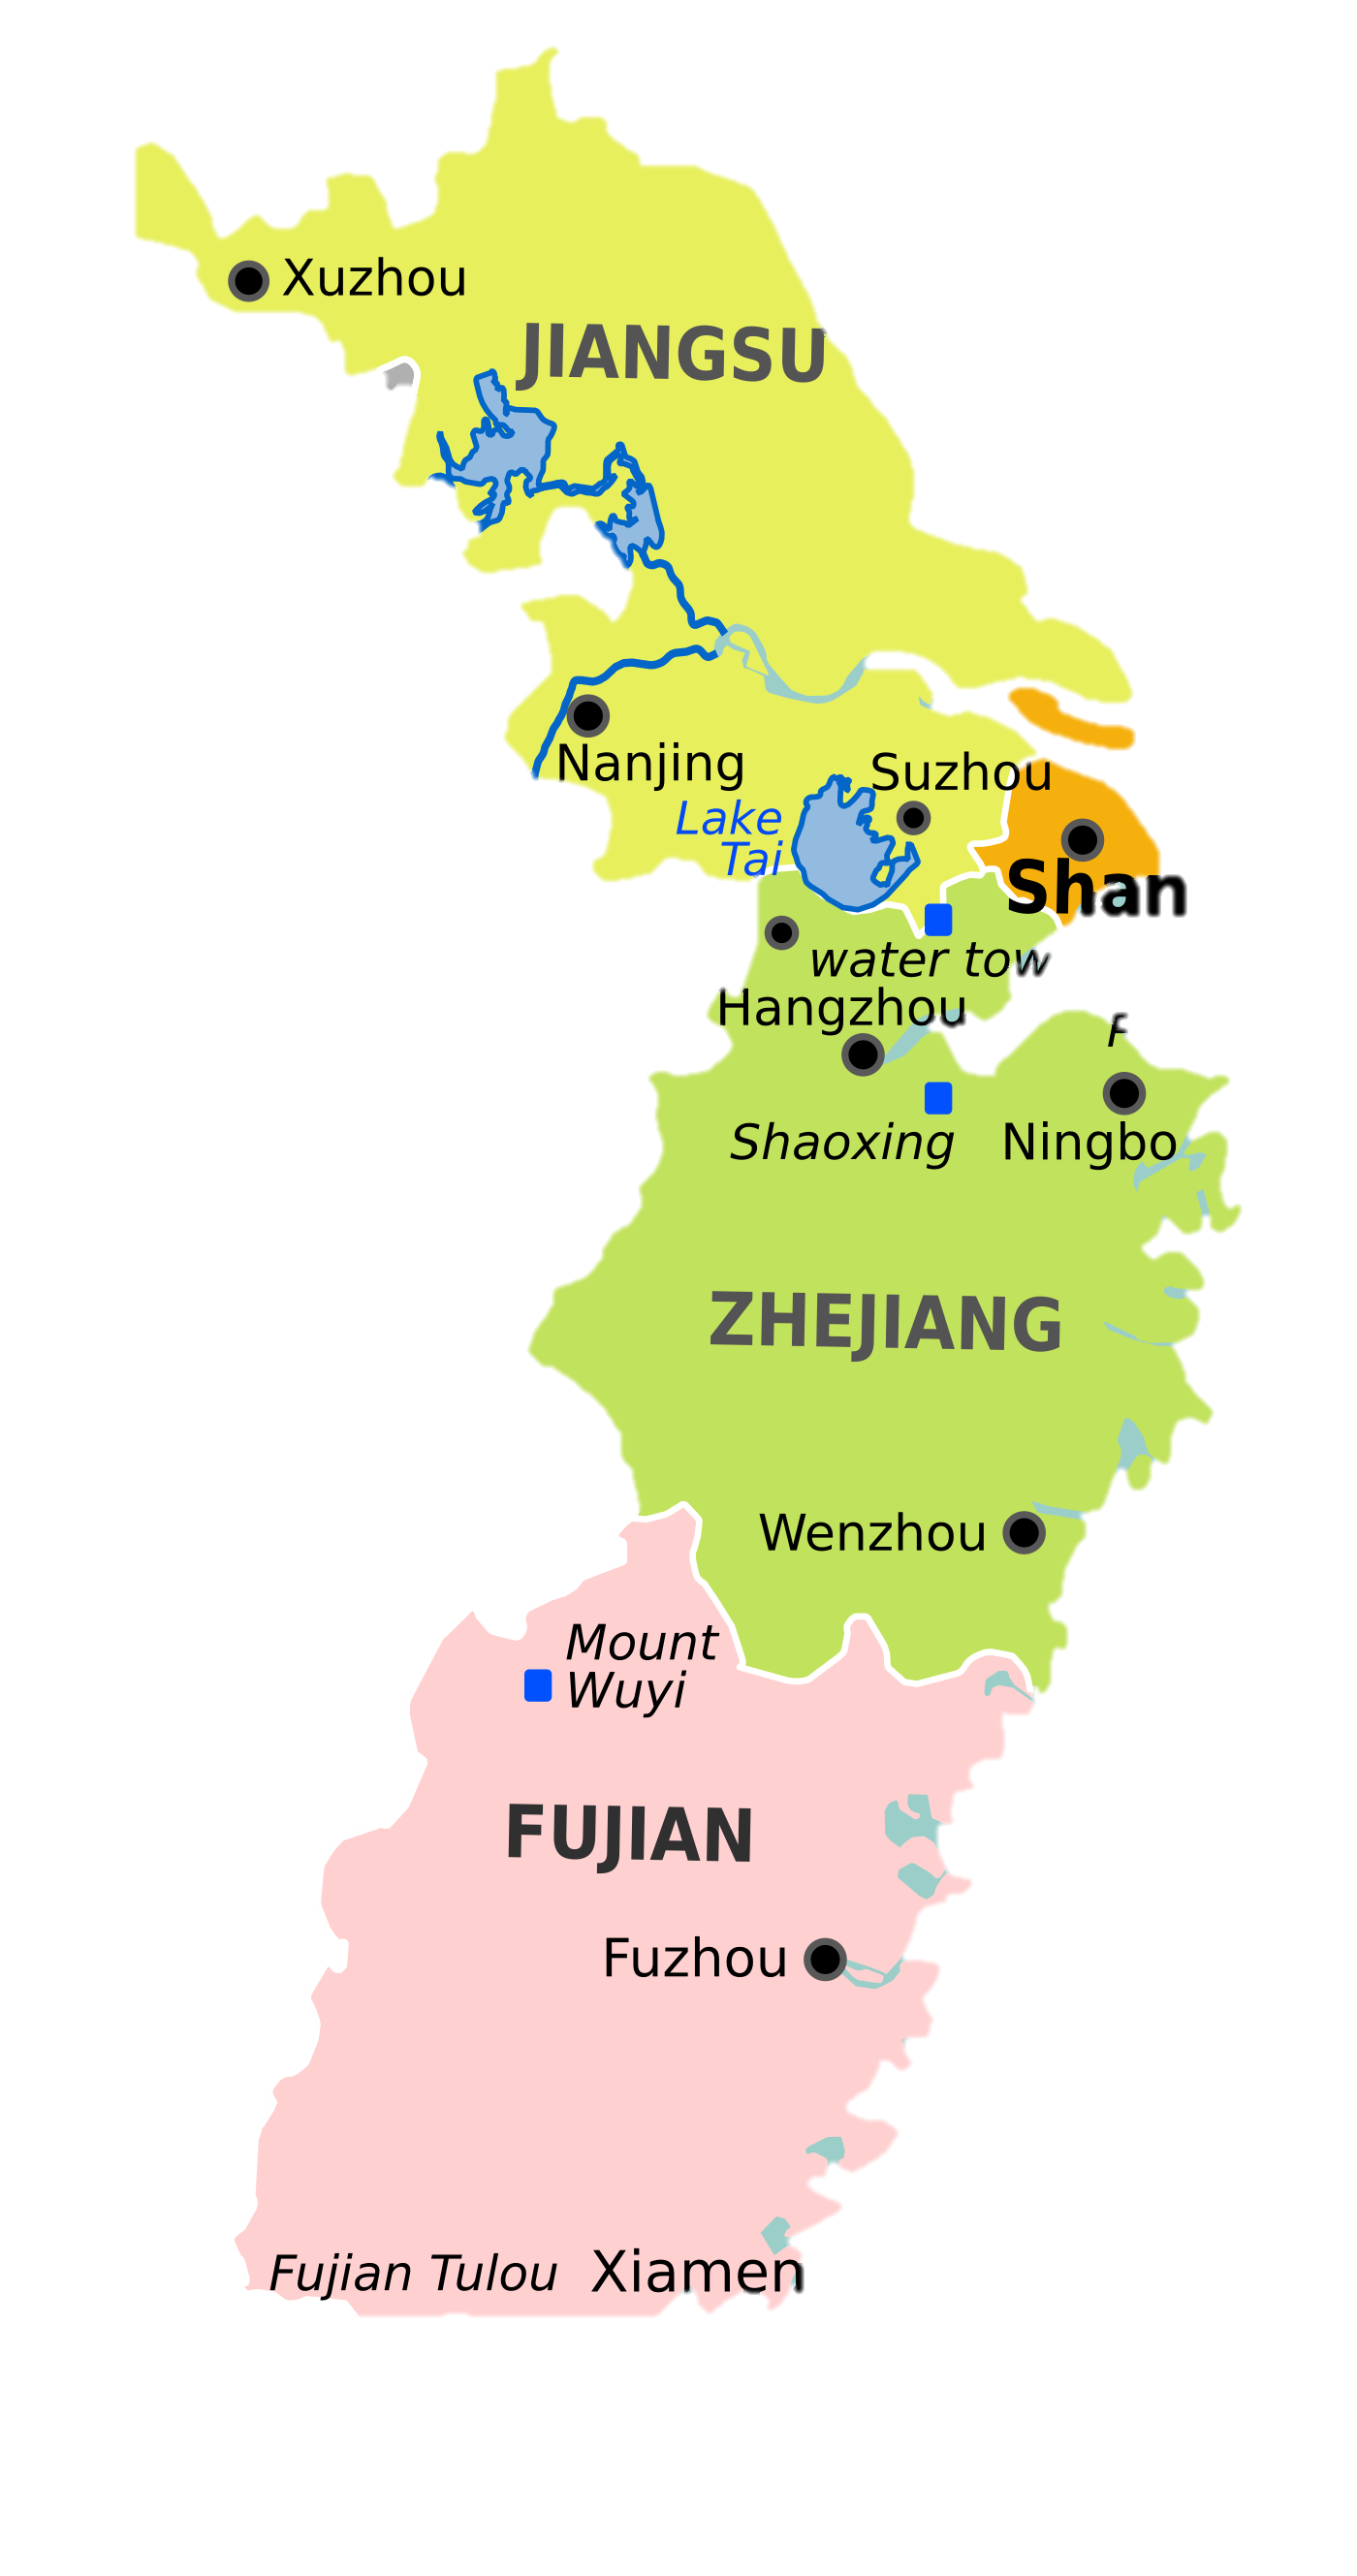 Xuzhou
JIANGSU
Nanjing
Suzhou
Lake
Tai
Shan
water tow
Hangzhou
Shaoxing
Ningbo
ZHEJIANG
Wenzhou
Mount
Wuyi
FUJIAN
Fuzhou
Fujian Tulou
Xiamen